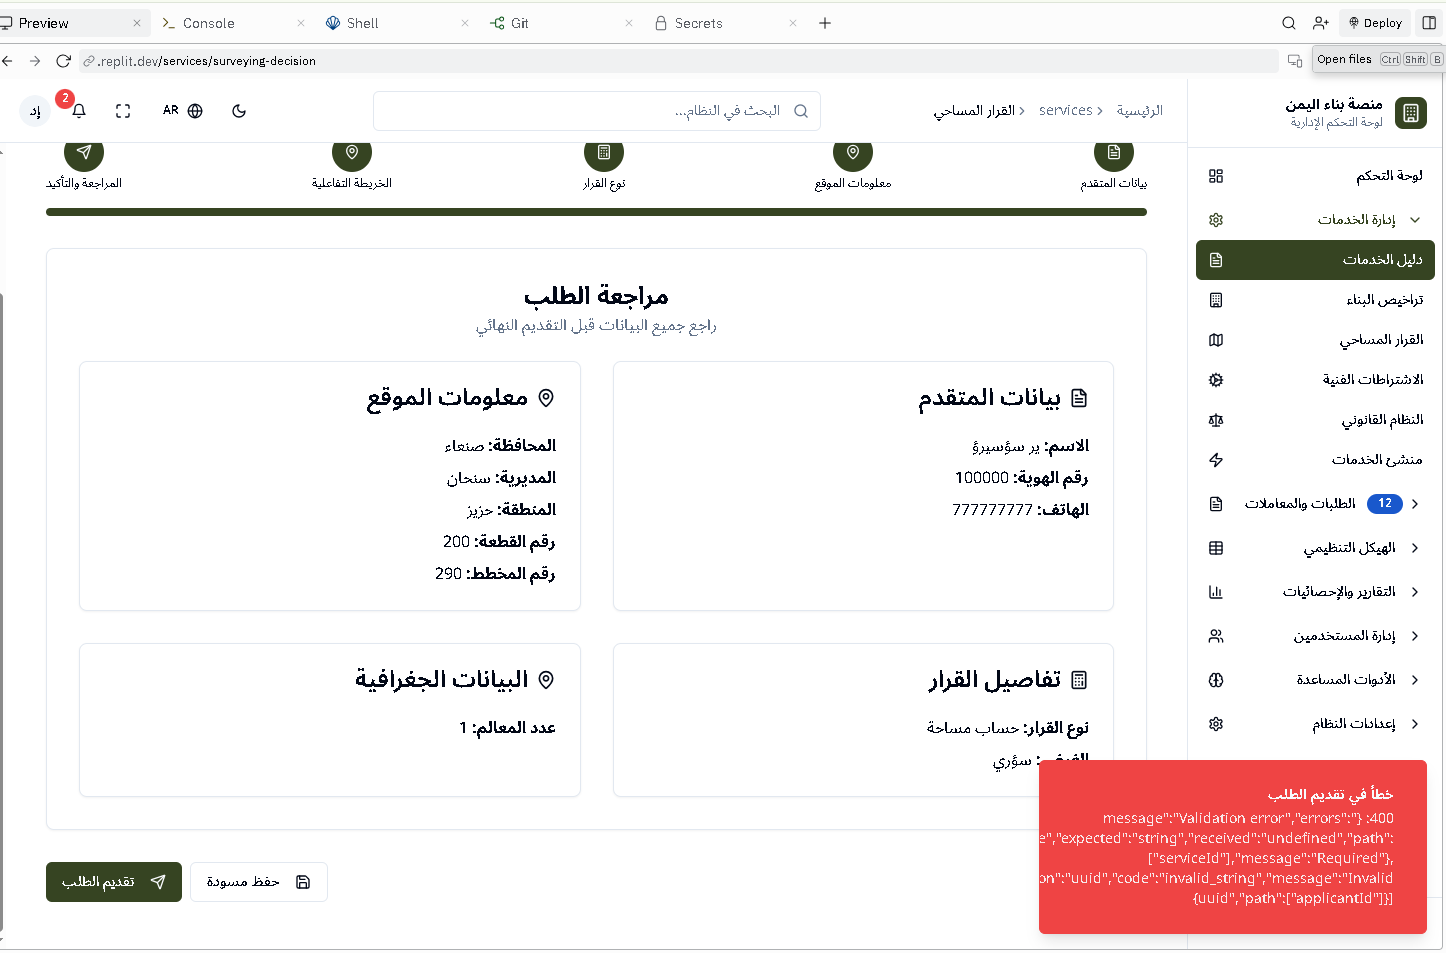 Preview
Console
Shell
Git
Secrets
Deploy
.replit.dev/services/surveying-decision
Open files Ctrl Shift B
منصة بناء اليمن
لوحة التحكم الإدارية
الرئيسية
services
القرار المساحي
البحث في النظام...
AR
2
إد
لوحة التحكم
إدارة الخدمات
دليل الخدمات
تراخيص البناء
القرار المساحي
الاشتراطات الفنية
النظام القانوني
منشئ الخدمات
الطلبات والمعاملات 12
الهيكل التنظيمي
التقارير والإحصائيات
إدارة المستخدمين
الأدوات المساعدة
إعدادات النظام
بيانات المتقدم
معلومات الموقع
نوع القرار
الخريطة التفاعلية
المراجعة والتأكيد
مراجعة الطلب
راجع جميع البيانات قبل التقديم النهائي
بيانات المتقدم
الاسم: ير سؤسيرؤ
رقم الهوية: 100000
الهاتف: 777777777
معلومات الموقع
المحافظة: صنعاء
المديرية: سنحان
المنطقة: حزيز
رقم القطعة: 200
رقم المخطط: 290
تفاصيل القرار
نوع القرار: حساب مساحة
سؤري
البيانات الجغرافية
عدد المعالم: 1
حفظ مسودة
تقديم الطلب
خطأ في تقديم الطلب
400: {"message":"Validation error","errors":
e","expected":"string","received":"undefined","path":
["serviceId"],"message":"Required"},
on":"uuid","code":"invalid_string","message":"Invalid
uuid","path":["applicantId"]}]}